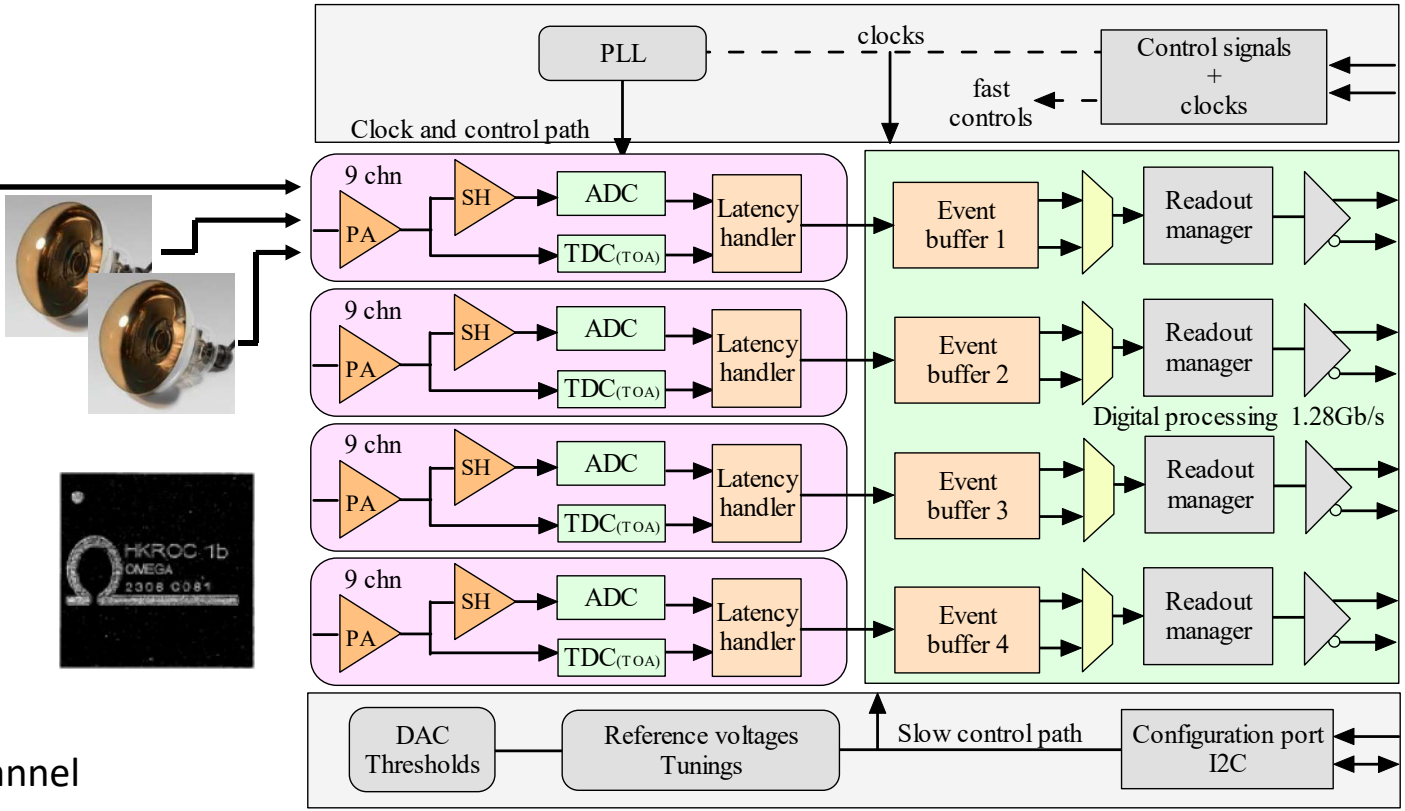 PLL
clocks
Control signals
+
clocks
fast
controls
Clock and control path
9 chn
PA
SH
ADC
TDC(TOA)
Latency
handler
Event
buffer 1
Readout
manager
9 chn
PA
SH
ADC
TDC(TOA)
Latency
handler
Event
buffer 2
Readout
manager
Digital processing 1.28Gb/s
9 chn
PA
SH
ADC
TDC(TOA)
Latency
handler
Event
buffer 3
Readout
manager
9 chn
PA
SH
ADC
TDC(TOA)
Latency
handler
Event
buffer 4
Readout
manager
HKROC 1b
OMEGA
2308 0081
DAC
Thresholds
Reference voltages
Tunings
Slow control path
Configuration port
I2C
annel